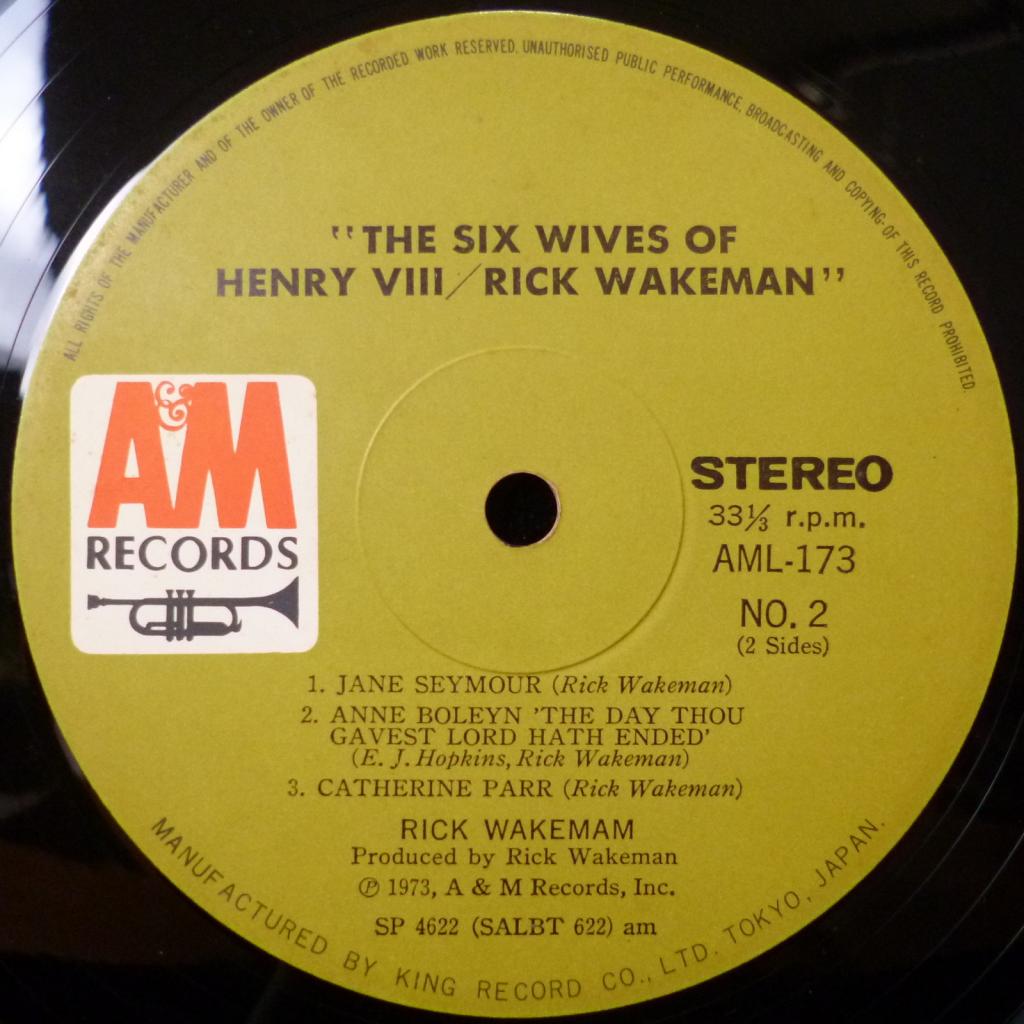 ALL RIGHTS OF THE MANUFACTURER AND OF THE OWNER OF THE RECORDED WORK RESERVED. UNAUTHORISED PUBLIC PERFORMANCE. BROADCASTING AND COPYING OF THIS RECORD PROHIBITED.
"THE SIX WIVES OF
HENRY VIII/RICK WAKEMAN"
A&M
RECORDS
STEREO
33⅓ r.p.m.
AML-173
NO. 2
(2 Sides)
1. JANE SEYMOUR (Rick Wakeman)
2. ANNE BOLEYN 'THE DAY THOU
GAVEST LORD HATH ENDED'
(E. J. Hopkins, Rick Wakeman)
3. CATHERINE PARR (Rick Wakeman)
RICK WAKEMAM
Produced by Rick Wakeman
℗ 1973, A & M Records, Inc.
SP 4622 (SALBT 622) am
MANUFACTURED BY KING RECORD CO., LTD. TOKYO, JAPAN.